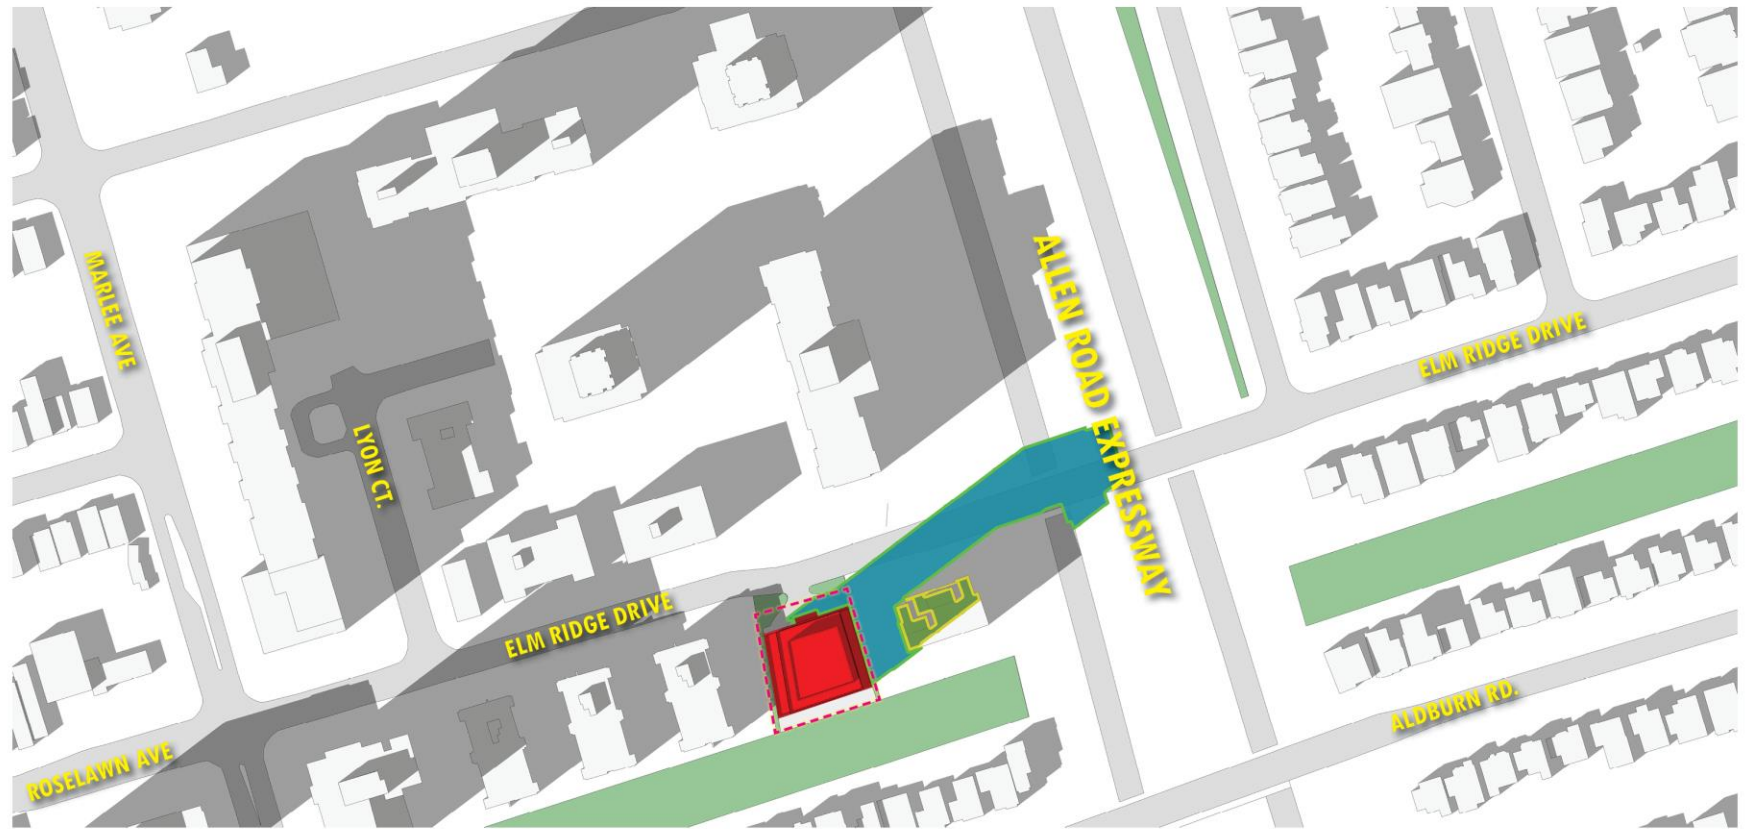 MARLEE AVE
ALLEN ROAD EXPRESSWAY
ELM RIDGE DRIVE
LYON CT.
ELM RIDGE DRIVE
ALDBURN RD.
ROSELAWN AVE